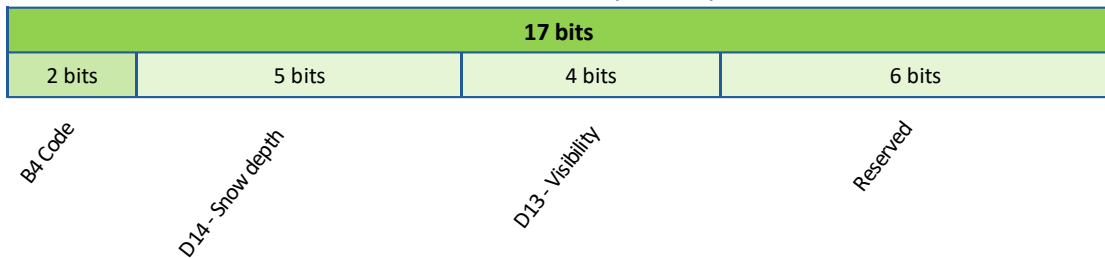 17 bits
2 bits 5 bits 4 bits 6 bits
B4 Code D14 - Snow depth D13 - Visibility Reserved